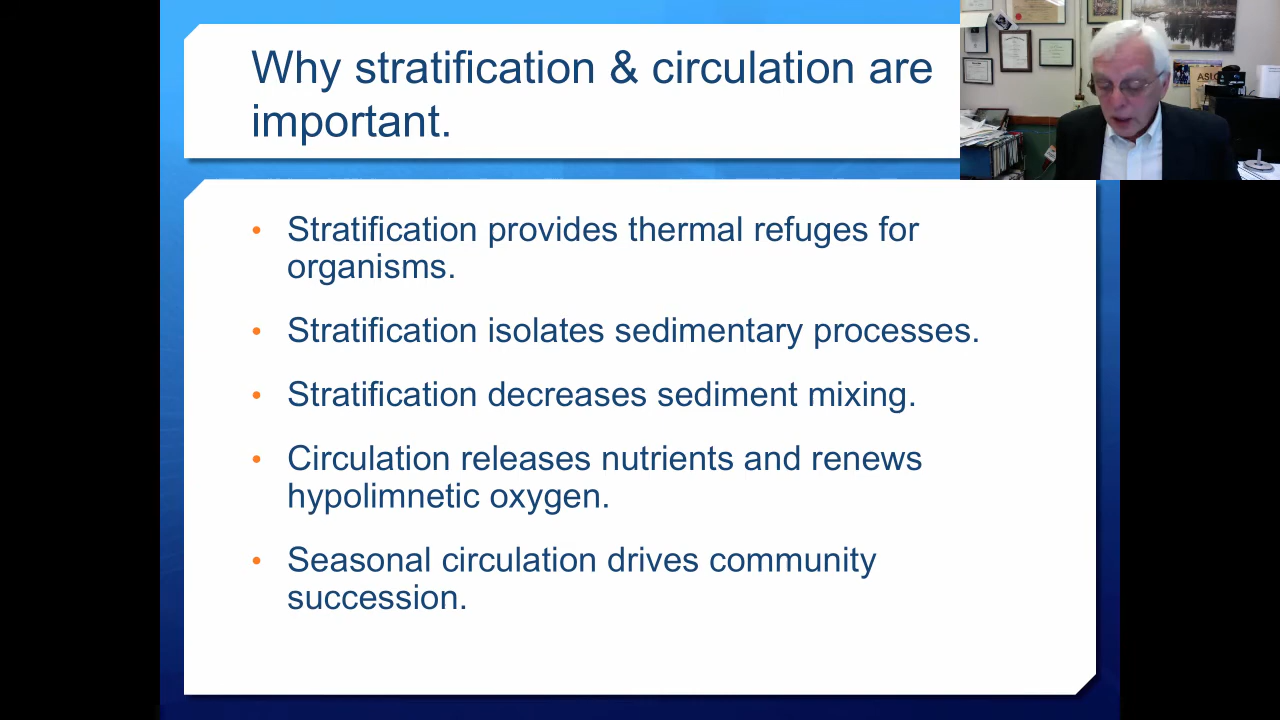 Why stratification & circulation are
important.
• Stratification provides thermal refuges for
organisms.
• Stratification isolates sedimentary processes.
• Stratification decreases sediment mixing.
• Circulation releases nutrients and renews
hypolimnetic oxygen.
• Seasonal circulation drives community
succession.